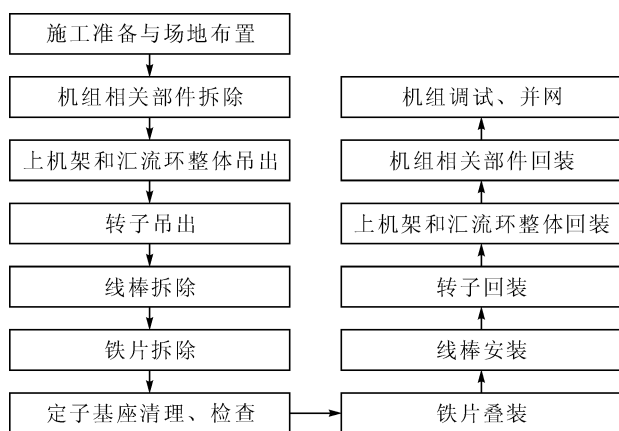 施工准备与场地布置
机组相关部件拆除
上机架和汇流环整体吊出
转子吊出
线棒拆除
铁片拆除
定子基座清理、检查
铁片叠装
线棒安装
转子回装
上机架和汇流环整体回装
机组相关部件回装
机组调试、并网